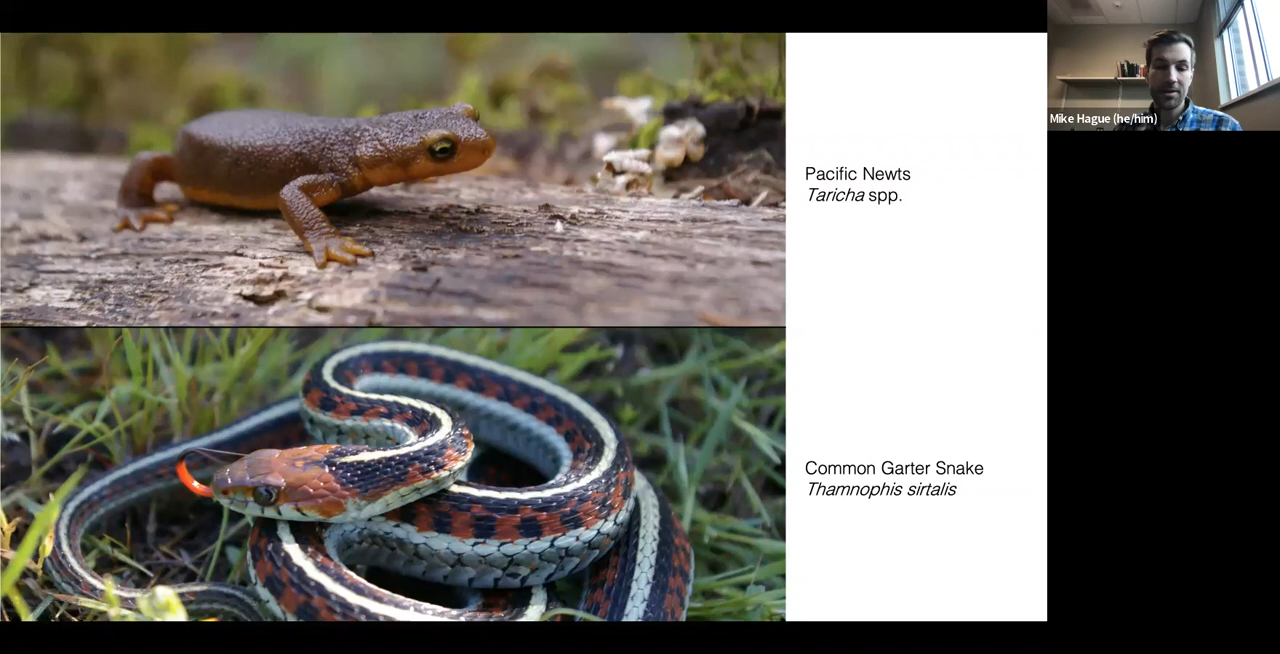 Pacific Newts
Taricha spp.
Common Garter Snake
Thamnophis sirtalis
Mike Hague (he/him)